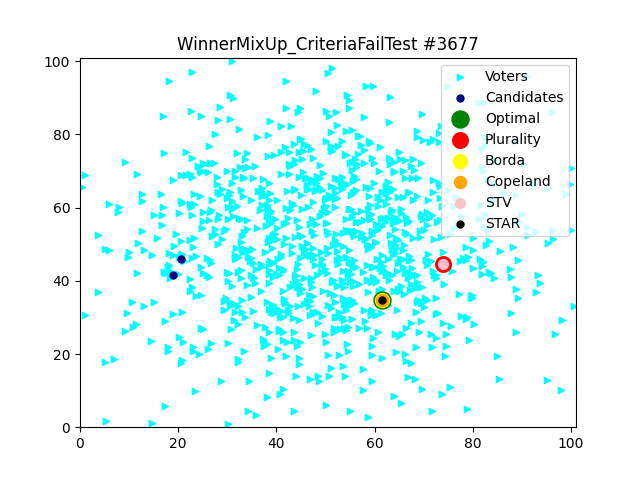 WinnerMixUp_CriteriaFailTest #3677
100
80
60
40
20
0
0 20 40 60 80 100
Voters
Candidates
Optimal
Plurality
Borda
Copeland
STV
STAR